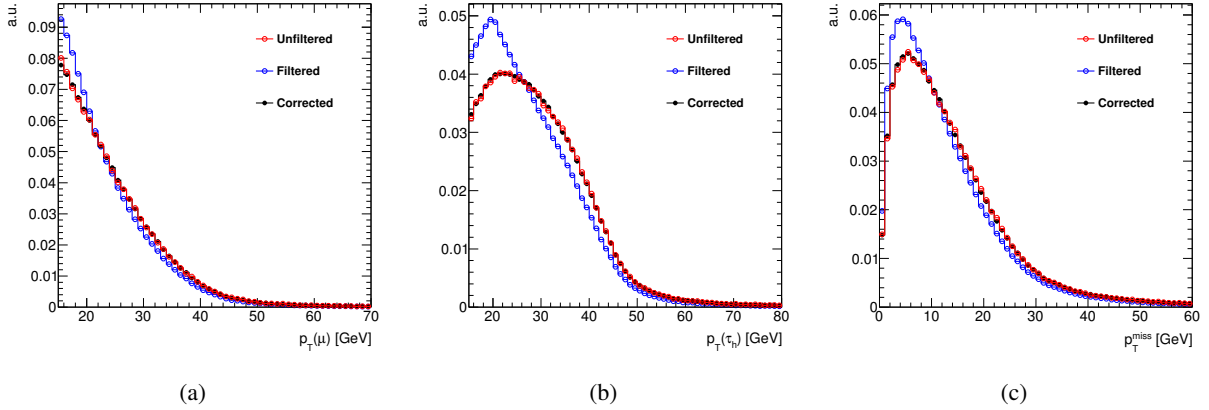 a.u.
0.09
0.08
0.07
0.06
0.05
0.04
0.03
0.02
0.01
0
20 30 40 50 60 70
p_T(μ) [GeV]
Unfiltered
Filtered
Corrected
(a)
a.u.
0.05
0.04
0.03
0.02
0.01
0
20 30 40 50 60 70 80
p_T(τ_h) [GeV]
Unfiltered
Filtered
Corrected
(b)
a.u.
0.06
0.05
0.04
0.03
0.02
0.01
0
0 10 20 30 40 50 60
p_T^miss [GeV]
Unfiltered
Filtered
Corrected
(c)